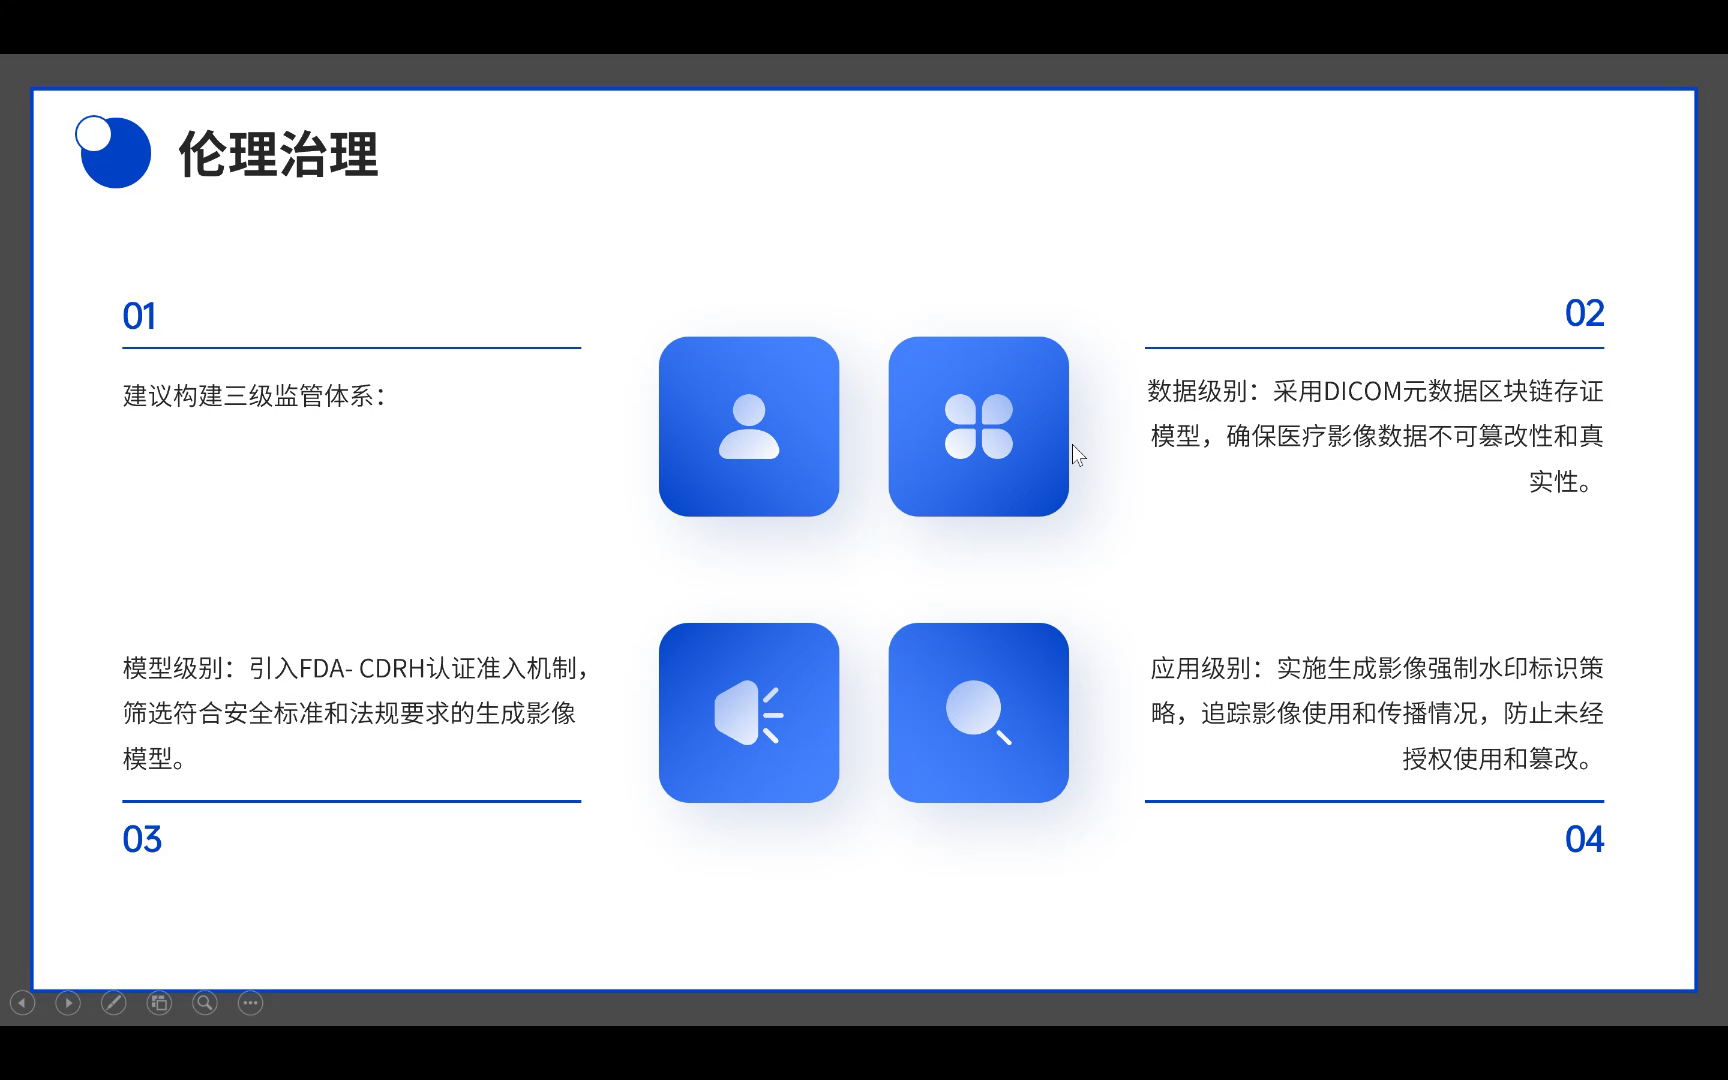 伦理治理
01
建议构建三级监管体系：
02
数据级别：采用DICOM元数据区块链存证
模型，确保医疗影像数据不可篡改性和真
实性。
模型级别：引入FDA- CDRH认证准入机制，
筛选符合安全标准和法规要求的生成影像
模型。
03
应用级别：实施生成影像强制水印标识策
略，追踪影像使用和传播情况，防止未经
授权使用和篡改。
04